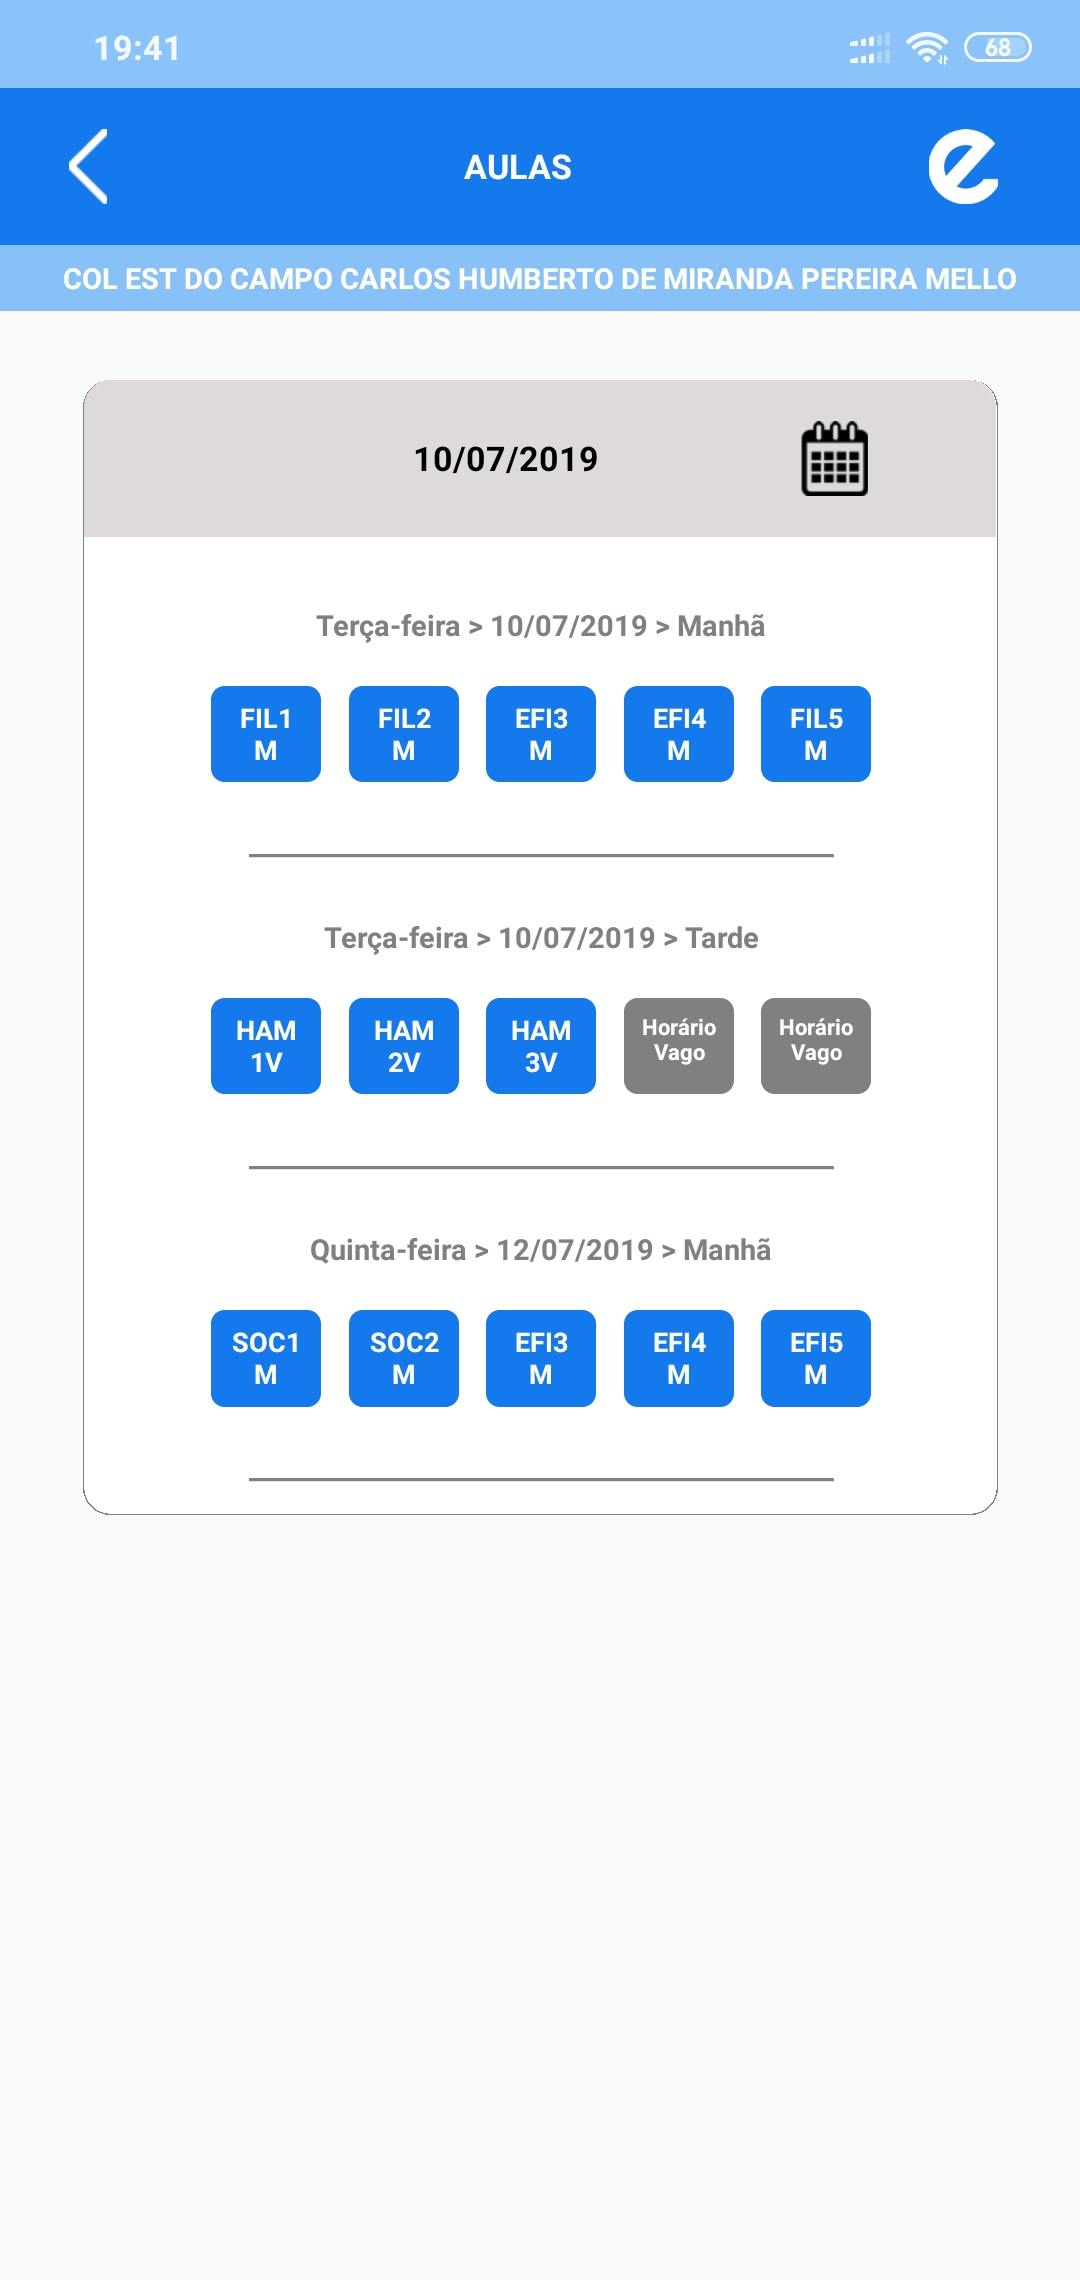 19:41
68
AULAS
COL EST DO CAMPO CARLOS HUMBERTO DE MIRANDA PEREIRA MELLO
10/07/2019
Terça-feira > 10/07/2019 > Manhã
FIL1 FIL2 EFI3 EFI4 FIL5
M M M M M
Terça-feira > 10/07/2019 > Tarde
HAM HAM HAM Horário Horário
1V 2V 3V Vago Vago
Quinta-feira > 12/07/2019 > Manhã
SOC1 SOC2 EFI3 EFI4 EFI5
M M M M M